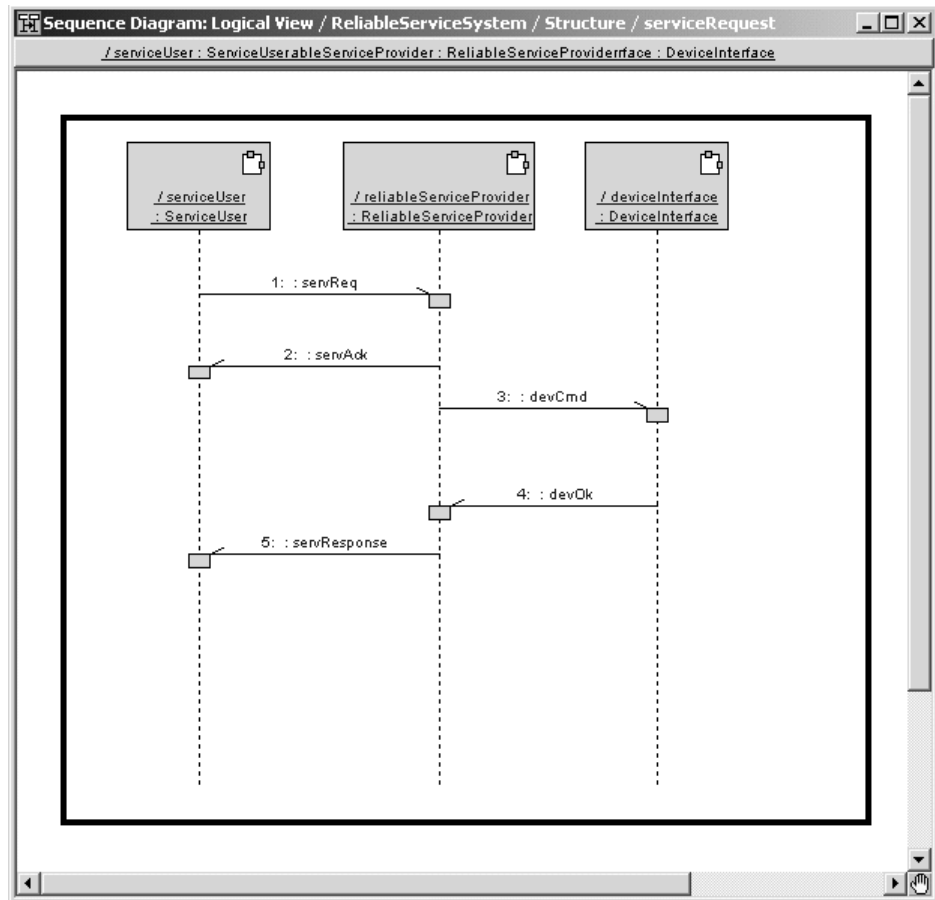 Sequence Diagram: Logical View / ReliableServiceSystem / Structure / serviceRequest
/ serviceUser : ServiceUserableServiceProvider : ReliableServiceProviderrface : DeviceInterface
/ serviceUser
: ServiceUser
/ reliableServiceProvider
: ReliableServiceProvider
/ deviceInterface
: DeviceInterface
1: : servReq
2: : servAck
3: : devCmd
4: : devOk
5: : servResponse